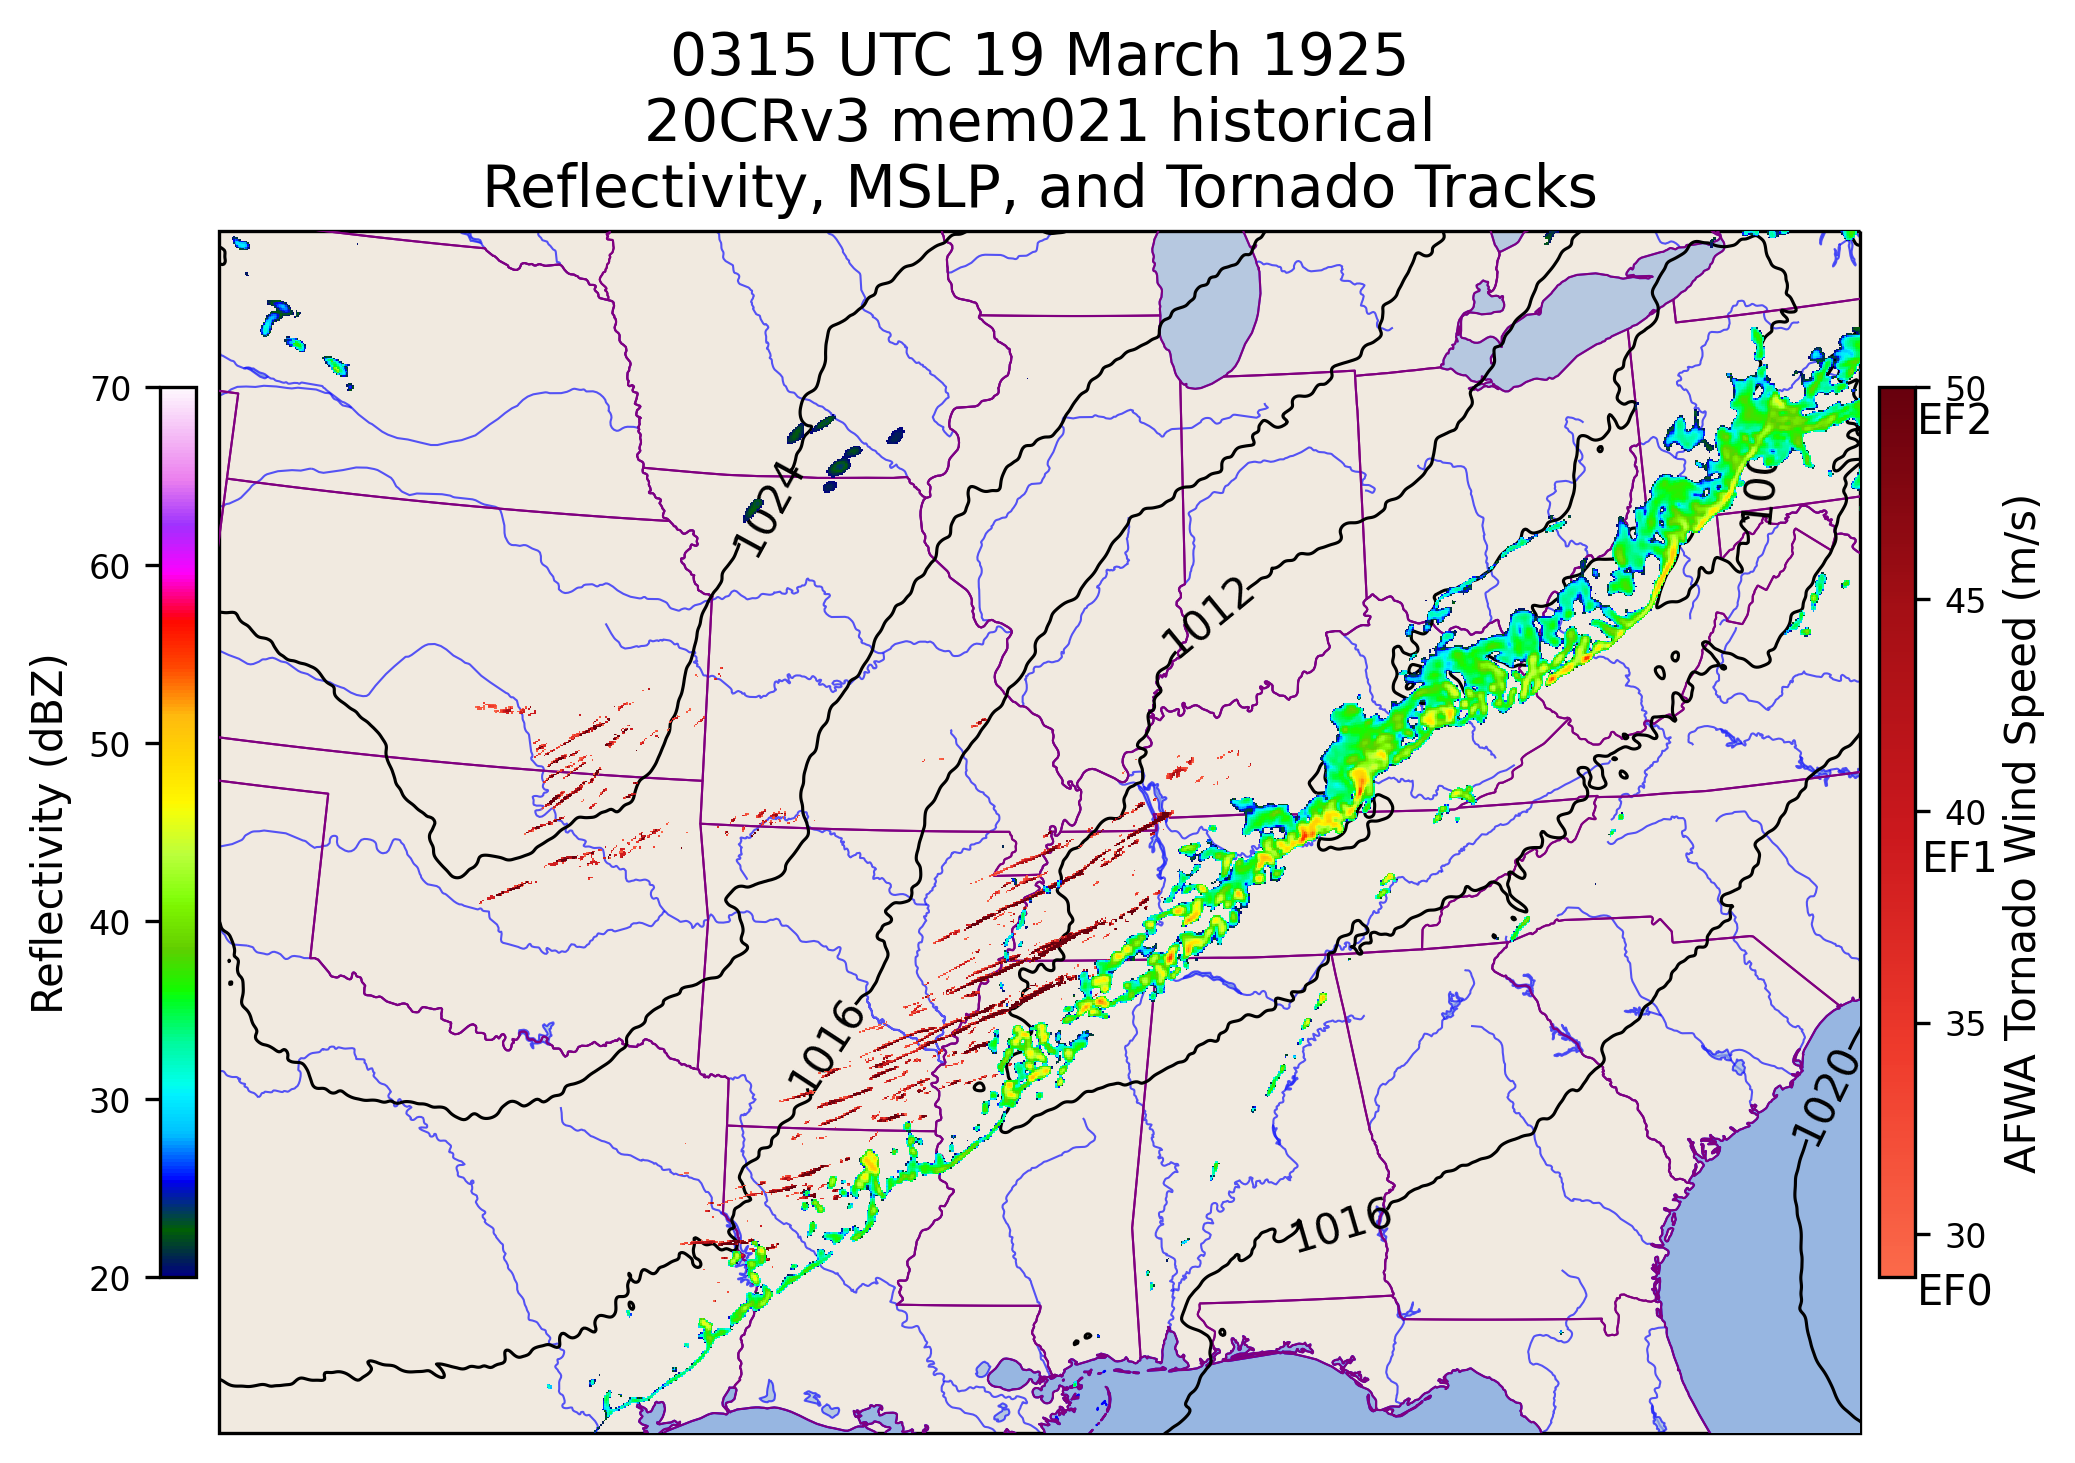 0315 UTC 19 March 1925
20CRv3 mem021 historical
Reflectivity, MSLP, and Tornado Tracks
Reflectivity (dBZ)
70
60
50
40
30
20
1024
1012
1016
1016
1020
100
50
EF2
45
40
EF1
35
30
EF0
AFWA Tornado Wind Speed (m/s)